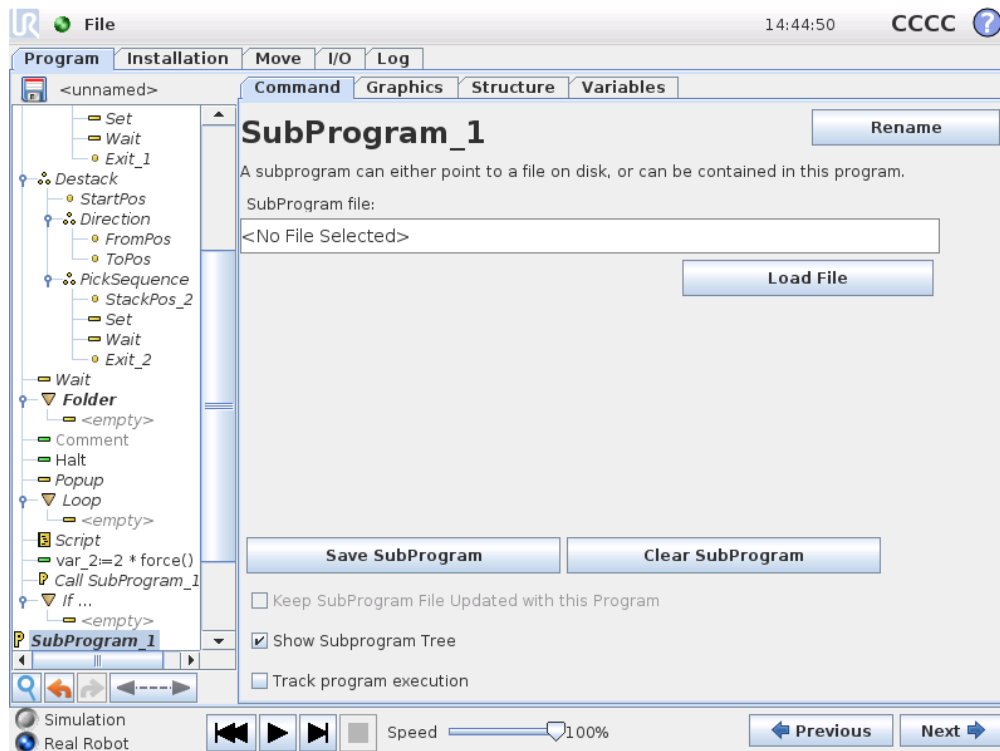 UR File 14:44:50 CCCC ?
Program Installation Move I/O Log
<unnamed>
Command Graphics Structure Variables
Set
Wait
Exit_1
Destack
StartPos
Direction
FromPos
ToPos
PickSequence
StackPos_2
Set
Wait
Exit_2
Wait
Folder
<empty>
Comment
Halt
Popup
Loop
<empty>
Script
var_2:=2 * force()
Call SubProgram_1
If ...
<empty>
SubProgram_1
SubProgram_1
Rename
A subprogram can either point to a file on disk, or can be contained in this program.
SubProgram file:
<No File Selected>
Load File
Save SubProgram Clear SubProgram
Keep SubProgram File Updated with this Program
Show Subprogram Tree
Track program execution
Simulation
Real Robot
Speed 100%
Previous Next